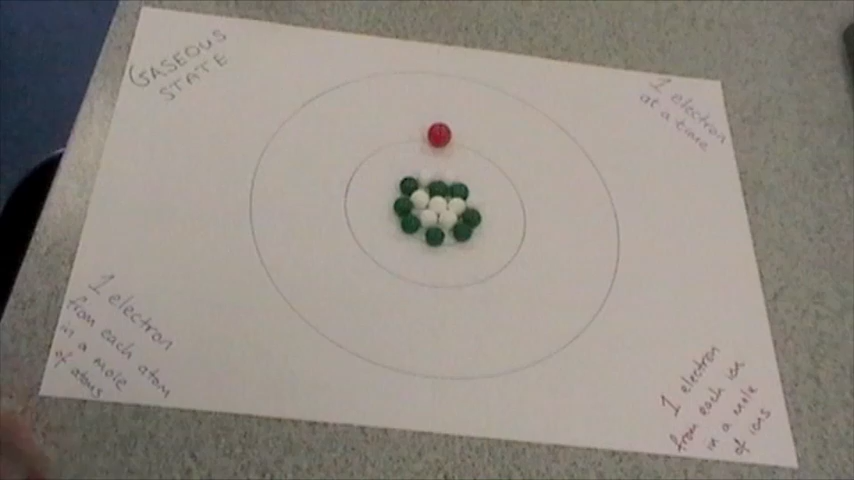 GASEOUS
STATE
1 electron
at a time
1 electron
from each atom
in a mole
of atoms
1 electron
from each ion
in a mole
of ions